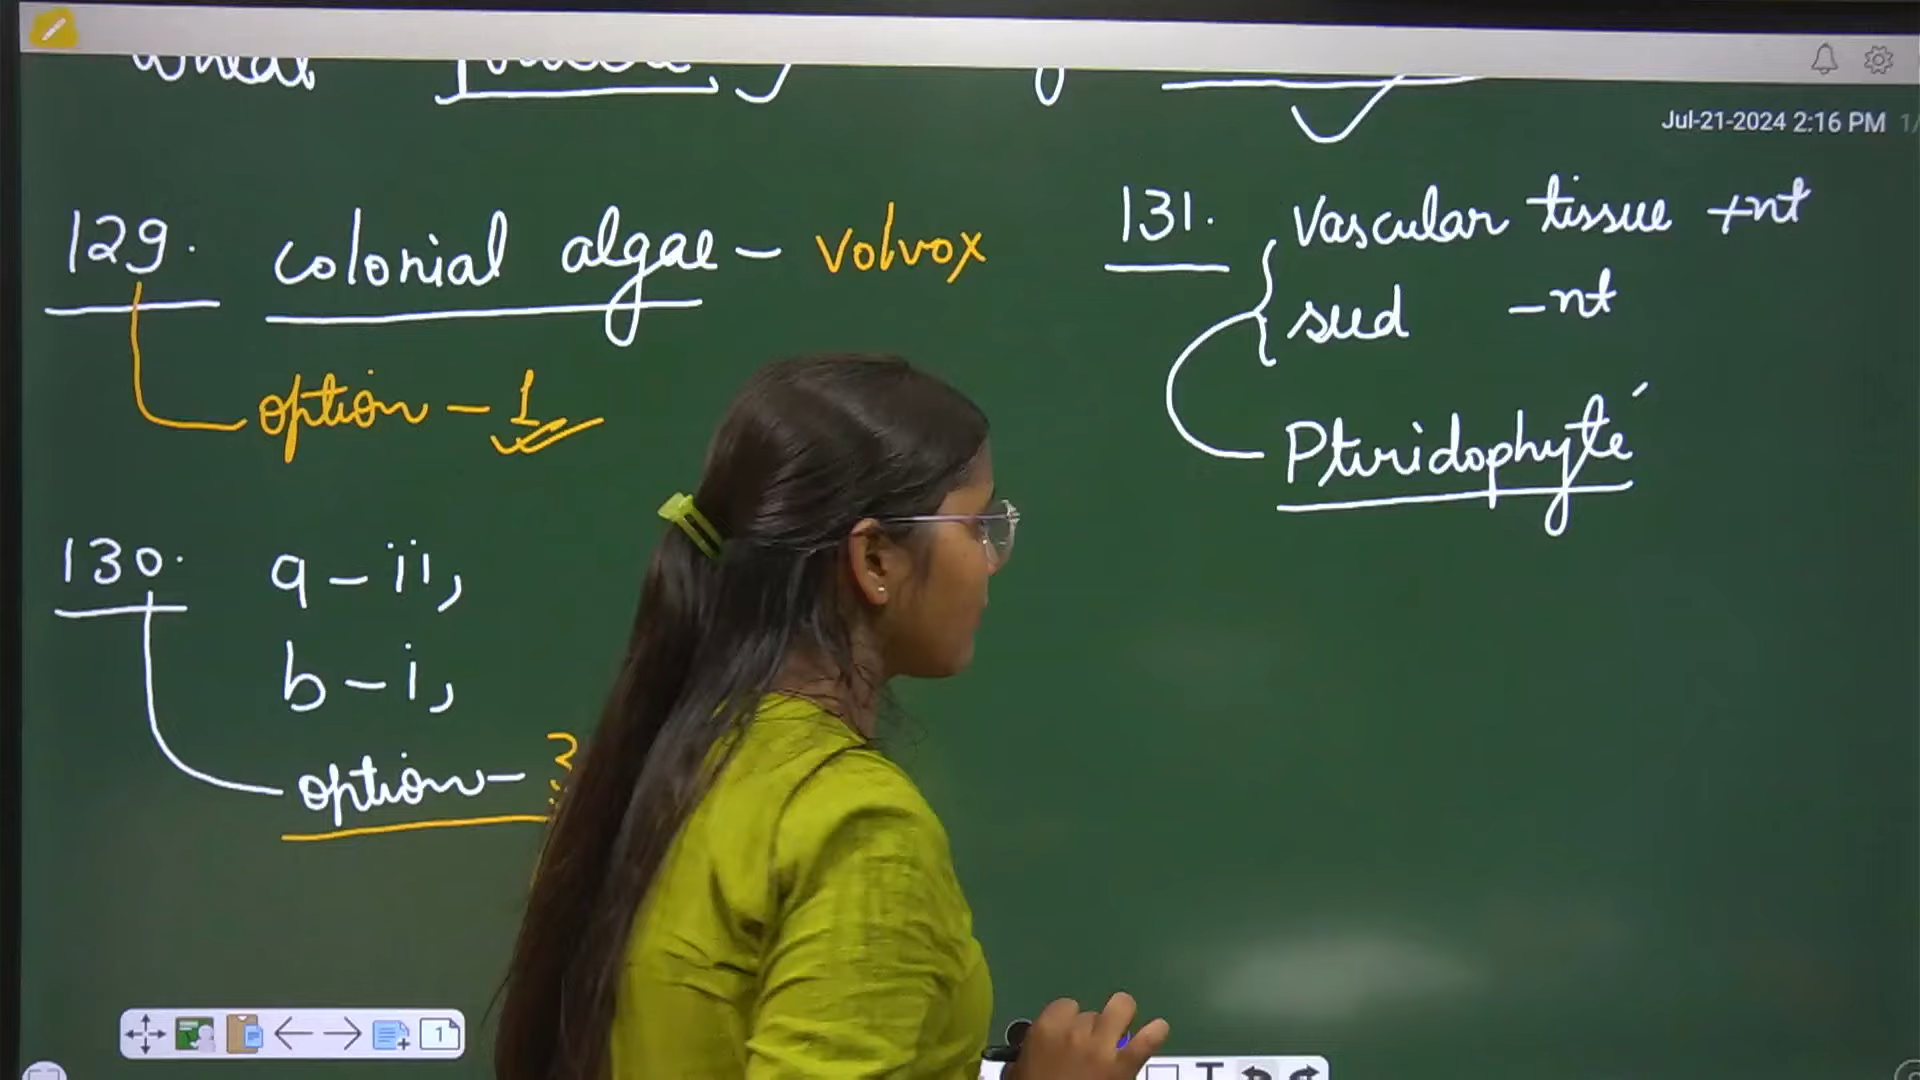 Jul-21-2024 2:16 PM
129. colonial algae - volvox
option - 1
130. a - ii,
b - i,
option -
131. Vascular tissue +nt
seed -nt
Pteridophyte
1
T